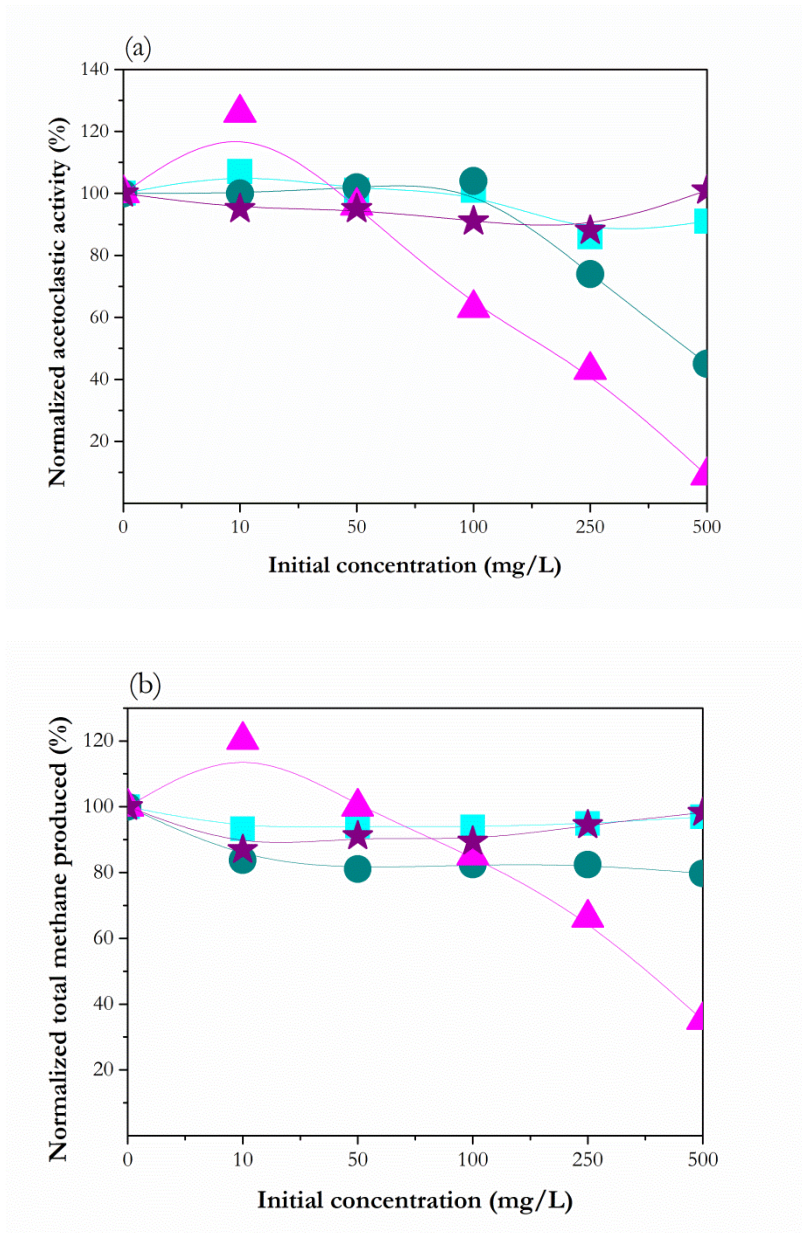 (a)
Normalized acetoclastic activity (%)
140
120
100
80
60
40
20
0 10 50 100 250 500
Initial concentration (mg/L)
(b)
Normalized total methane produced (%)
120
100
80
60
40
20
0 10 50 100 250 500
Initial concentration (mg/L)